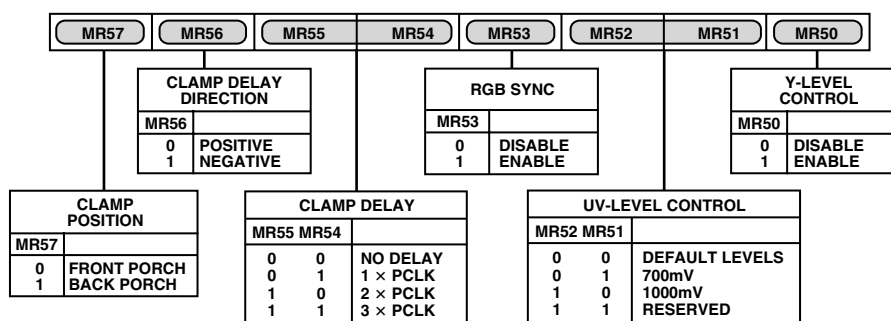 MR57 MR56 MR55 MR54 MR53 MR52 MR51 MR50
CLAMP DELAY
DIRECTION
MR56
0 POSITIVE
1 NEGATIVE
RGB SYNC
MR53
0 DISABLE
1 ENABLE
Y-LEVEL
CONTROL
MR50
0 DISABLE
1 ENABLE
CLAMP
POSITION
MR57
0 FRONT PORCH
1 BACK PORCH
CLAMP DELAY
MR55 MR54
0 0 NO DELAY
0 1 1 × PCLK
1 0 2 × PCLK
1 1 3 × PCLK
UV-LEVEL CONTROL
MR52 MR51
0 0 DEFAULT LEVELS
0 1 700mV
1 0 1000mV
1 1 RESERVED